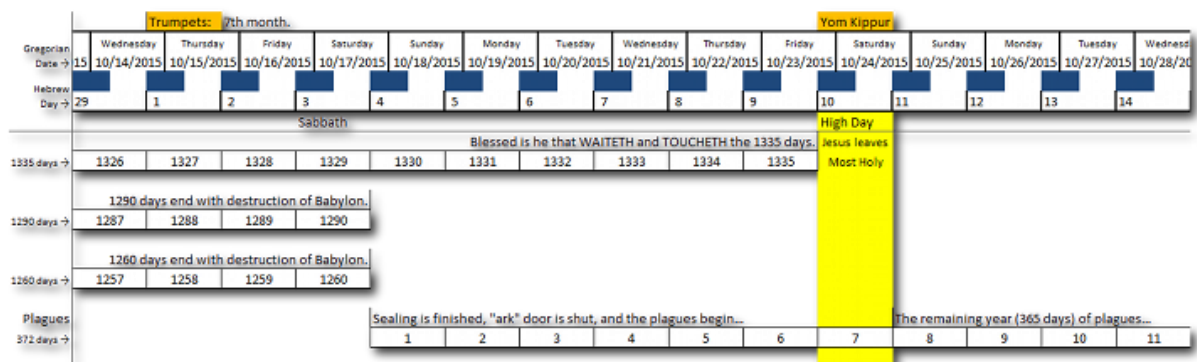 Trumpets: 7th month. Yom Kippur
Gregorian Wednesday Thursday Friday Saturday Sunday Monday Tuesday Wednesday Thursday Friday Saturday Sunday Monday Tuesday Wednesd
Date → 15 10/14/2015 10/15/2015 10/16/2015 10/17/2015 10/18/2015 10/19/2015 10/20/2015 10/21/2015 10/22/2015 10/23/2015 10/24/2015 10/25/2015 10/26/2015 10/27/2015 10/28/20
Hebrew
Day → 29 1 2 3 4 5 6 7 8 9 10 11 12 13 14
Sabbath High Day
Blessed is he that WAITETH and TOUCHETH the 1335 days. Jesus leaves
1335 days → 1326 1327 1328 1329 1330 1331 1332 1333 1334 1335 Most Holy
1290 days end with destruction of Babylon.
1290 days → 1287 1288 1289 1290
1260 days end with destruction of Babylon.
1260 days → 1257 1258 1259 1260
Plagues Sealing is finished, "ark" door is shut, and the plagues begin... The remaining year (365 days) of plagues...
372 days → 1 2 3 4 5 6 7 8 9 10 11